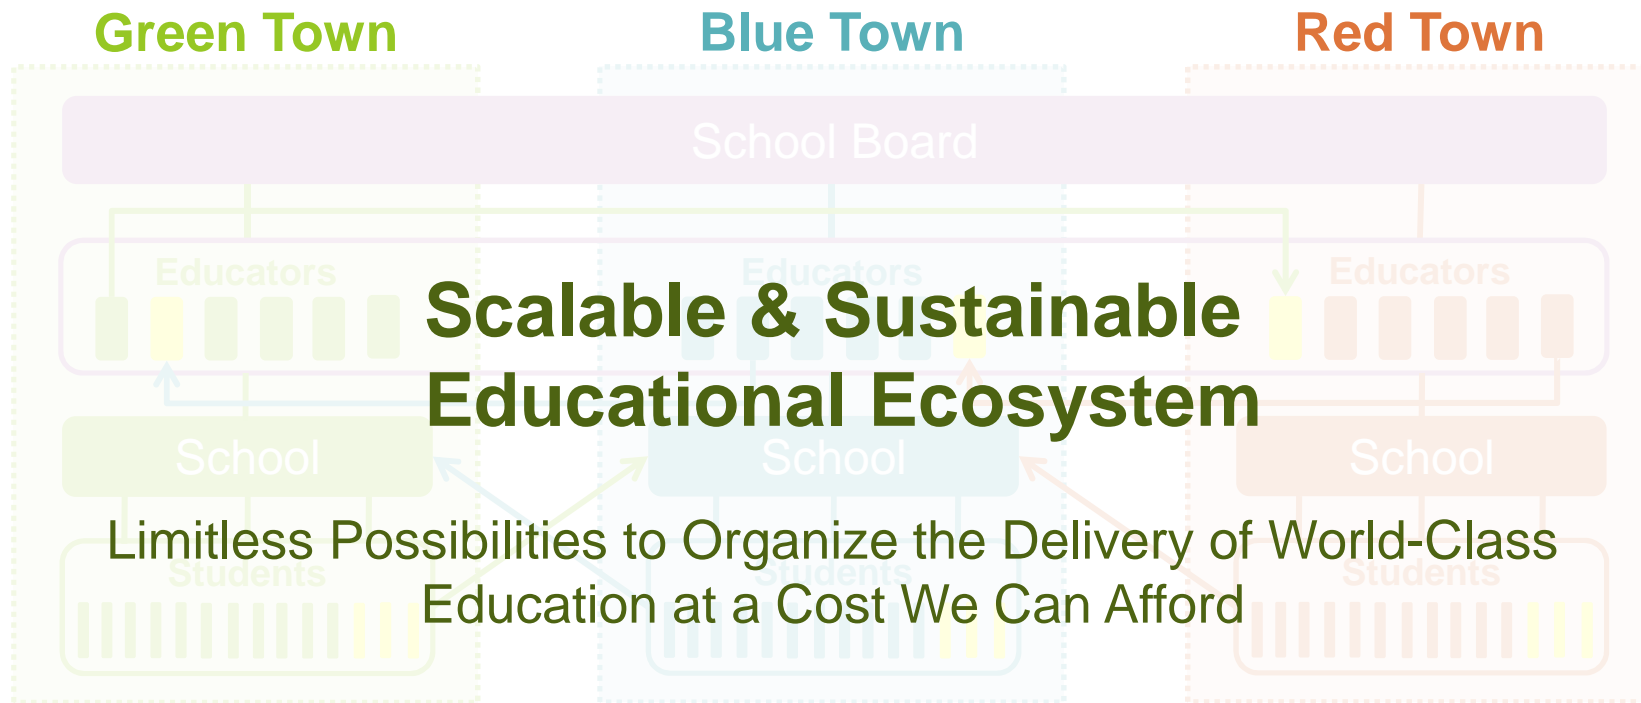 Green Town Blue Town Red Town
School Board
Educators Educators Educators
Scalable & Sustainable
Educational Ecosystem
School School School
Limitless Possibilities to Organize the Delivery of World-Class
Students Students Students
Education at a Cost We Can Afford